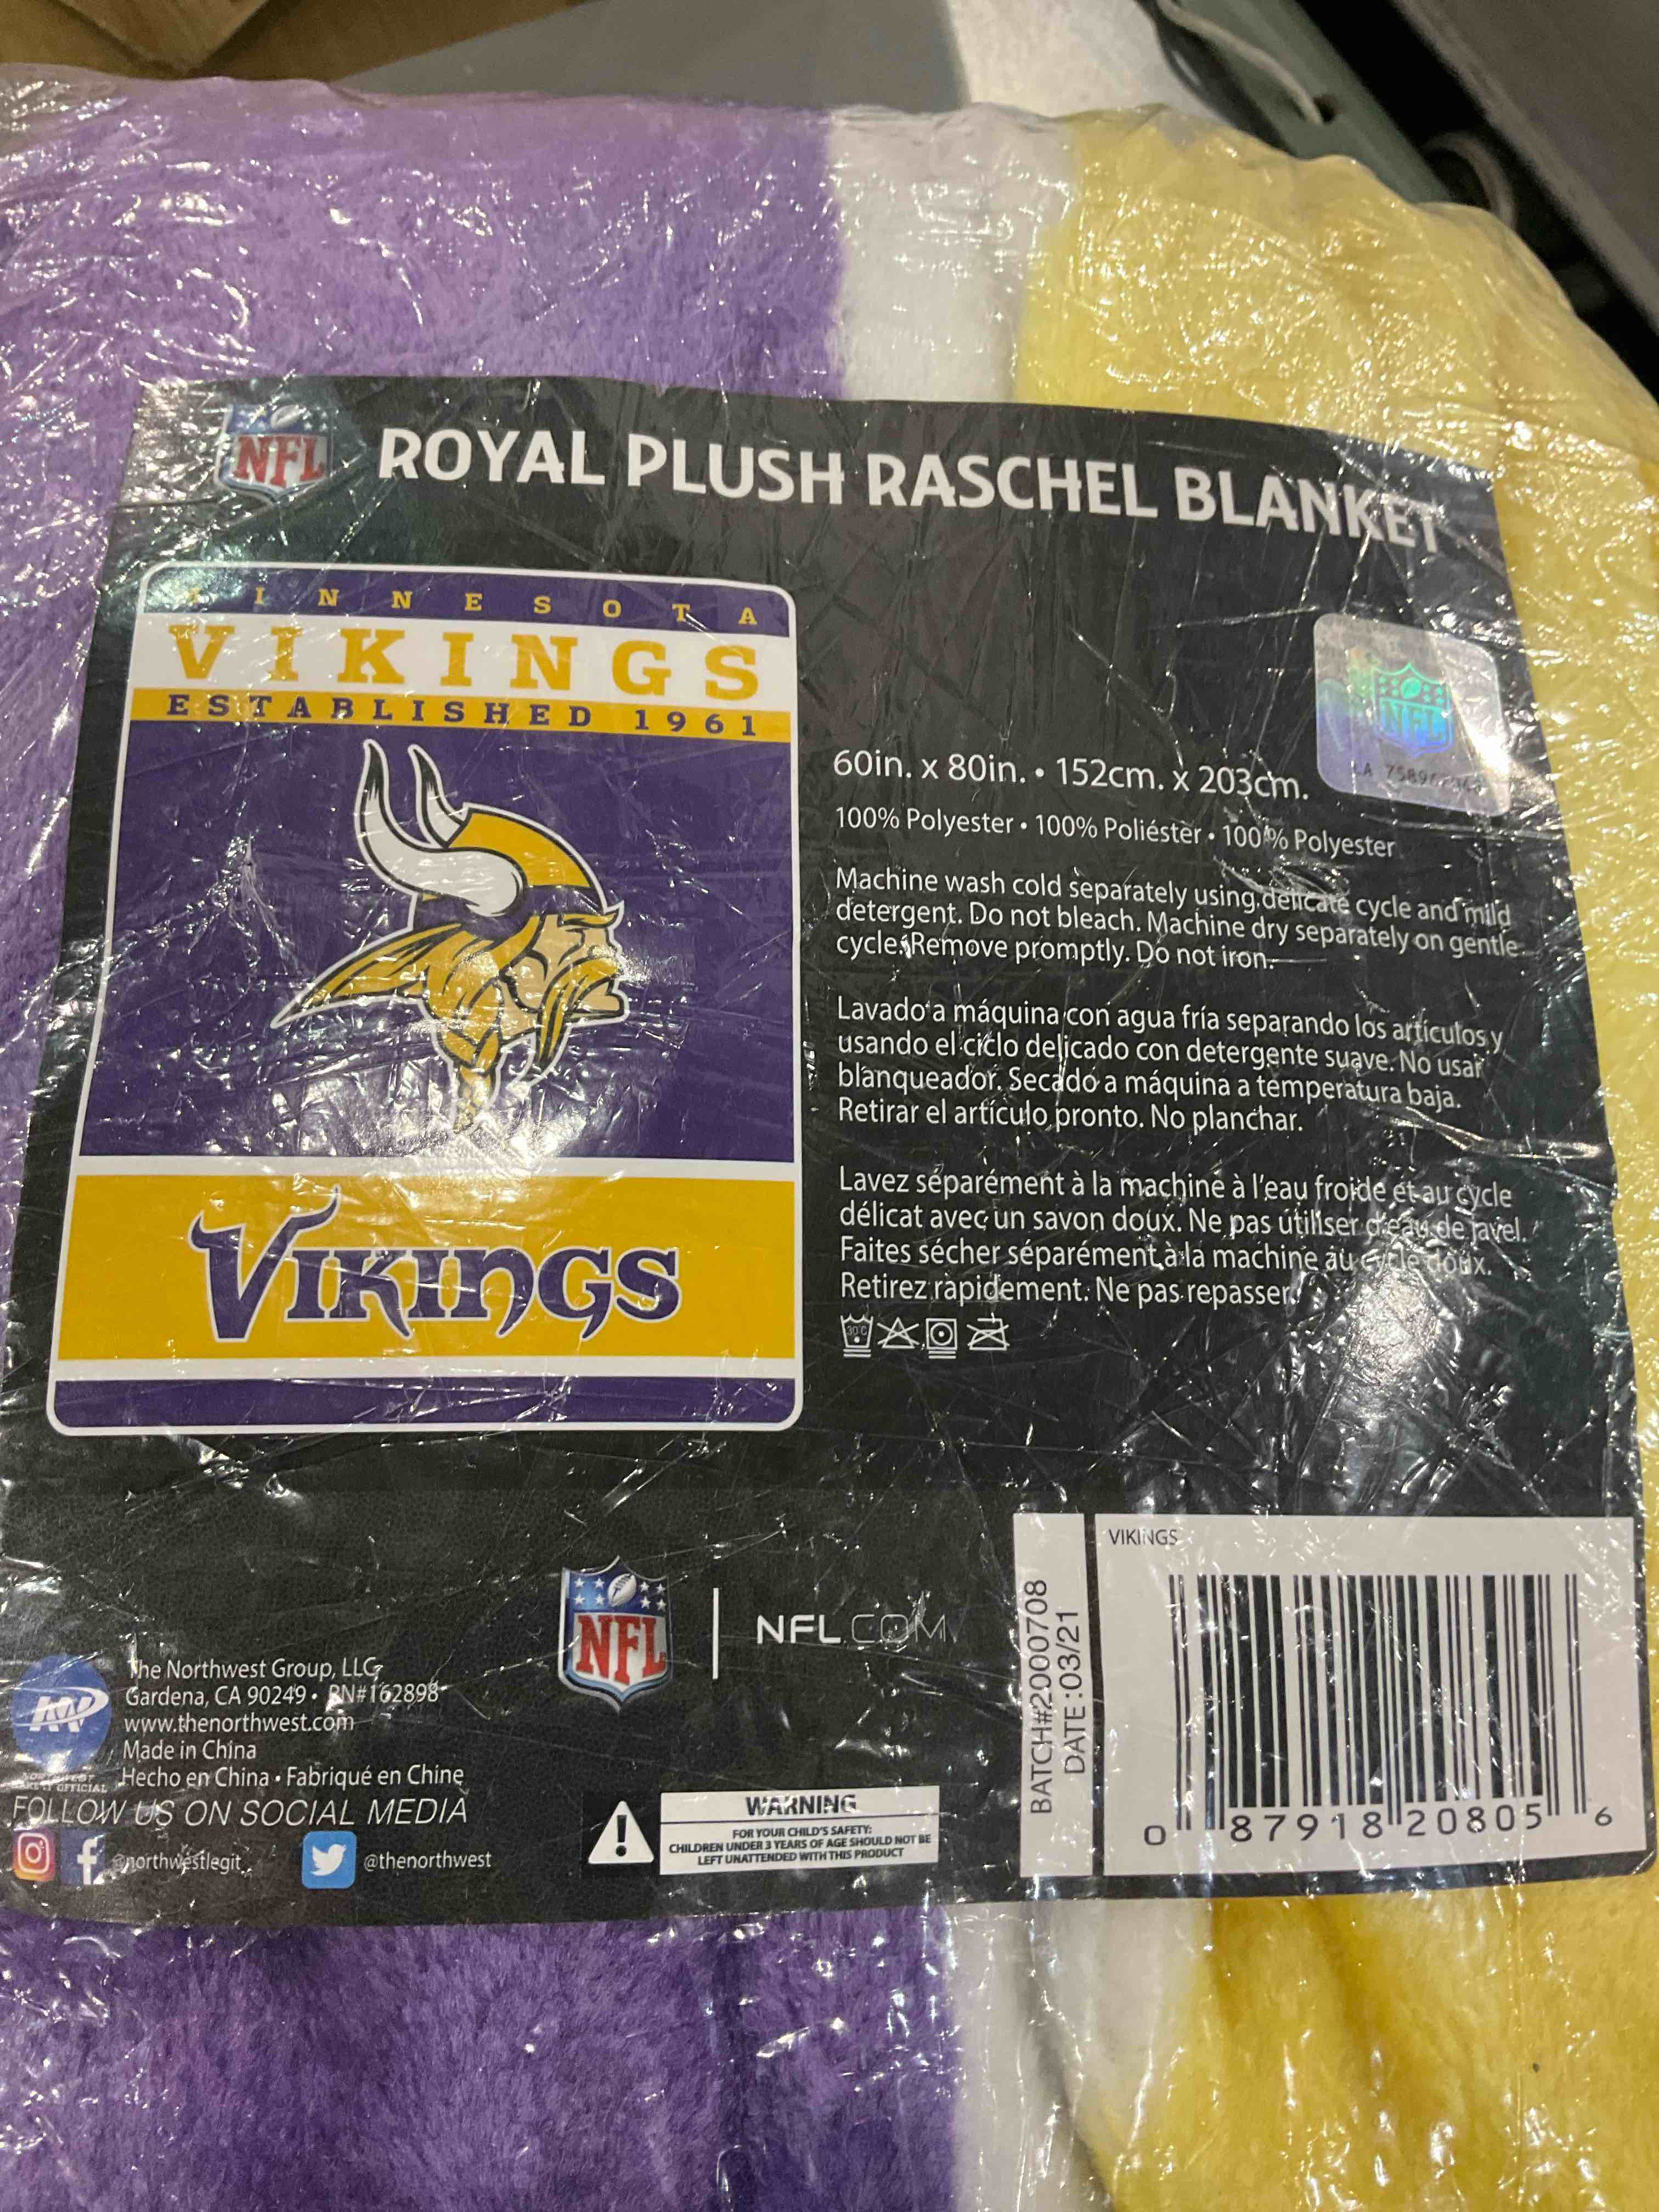 NFL
ROYAL PLUSH RASCHEL BLANKET
INNESOTA
VIKINGS
ESTABLISHED 1961
VIKINGS
NFL
60in. x 80in. • 152cm. x 203cm.
100% Polyester • 100% Poliéster • 100% Polyester
Machine wash cold separately using delicate cycle and mild
detergent. Do not bleach. Machine dry separately on gentle
cycle. Remove promptly. Do not iron.
Lavado a máquina con agua fría separando los artículos y
usando el ciclo delicado con detergente suave. No usar
blanqueador. Secado a máquina a temperatura baja.
Retirar el artículo pronto. No planchar.
Lavez séparément à la machine à l'eau froide et au cycle
délicat avec un savon doux. Ne pas utiliser d'eau de javel.
Faites sécher séparément à la machine au cycle doux.
Retirez rapidement. Ne pas repasser.
30°C
NFL
NFL.COM
The Northwest Group, LLC
Gardena, CA 90249 • RN#162898
www.thenorthwest.com
Made in China
Hecho en China • Fabriqué en Chine
OFFICIAL
FOLLOW US ON SOCIAL MEDIA
@northwestlegit
@thenorthwest
WARNING
FOR YOUR CHILD'S SAFETY:
CHILDREN UNDER 3 YEARS OF AGE SHOULD NOT BE
LEFT UNATTENDED WITH THIS PRODUCT
BATCH#2000708
DATE:03/21
VIKINGS
0 87918 20805 6